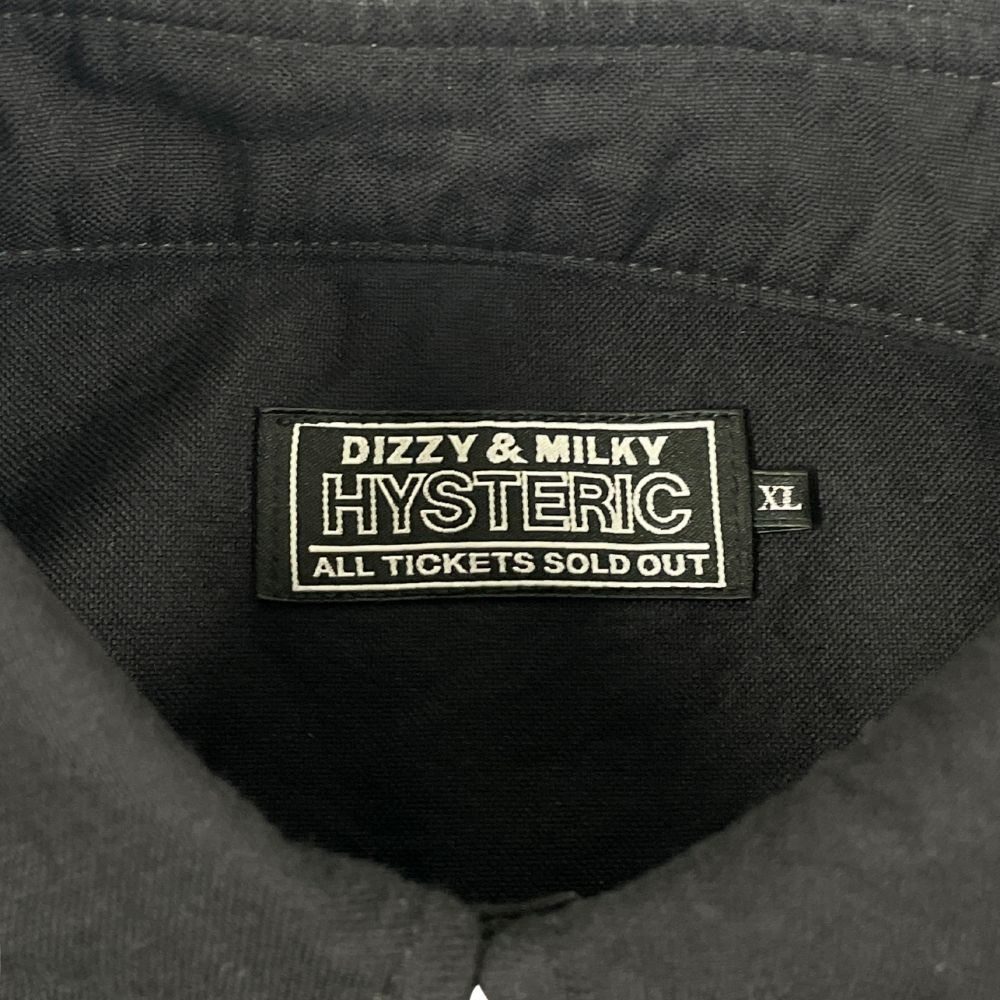 DIZZY & MILKY
HYSTERIC
ALL TICKETS SOLD OUT
XL